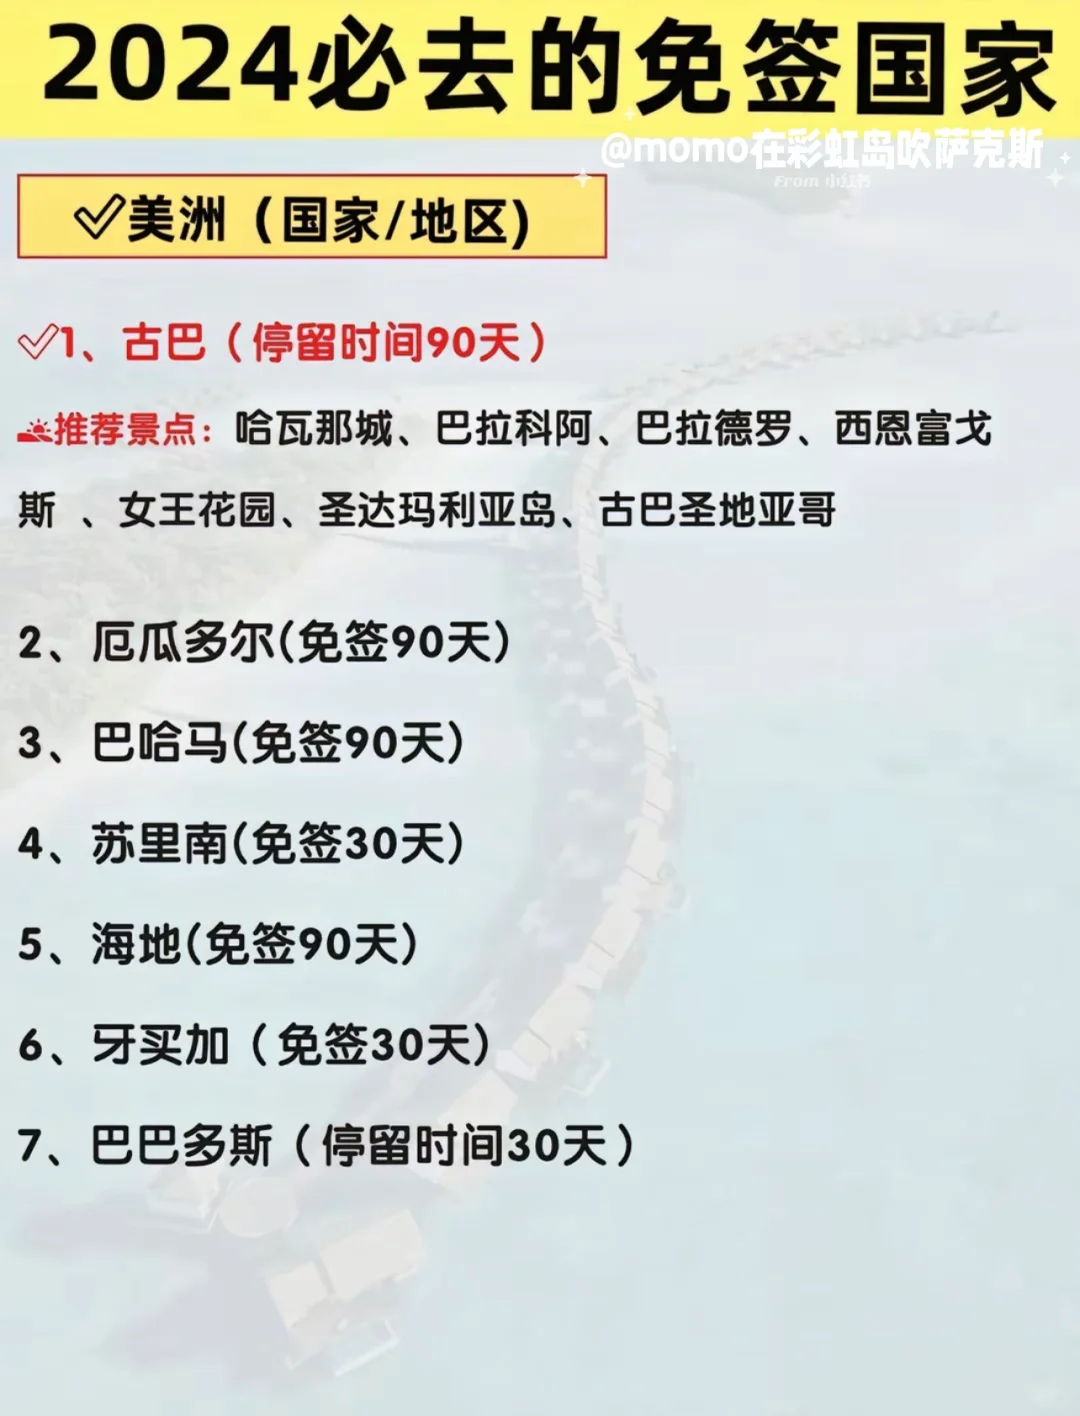 2024必去的免签国家
@momo在彩虹岛吹萨克斯
From 小红书
美洲（国家/地区)
1、古巴（停留时间90天）
推荐景点：哈瓦那城、巴拉科阿、巴拉德罗、西恩富戈
斯 、女王花园、圣达玛利亚岛、古巴圣地亚哥
2、厄瓜多尔(免签90天)
3、巴哈马(免签90天)
4、苏里南(免签30天)
5、海地(免签90天)
6、牙买加（免签30天)
7、巴巴多斯（停留时间30天）